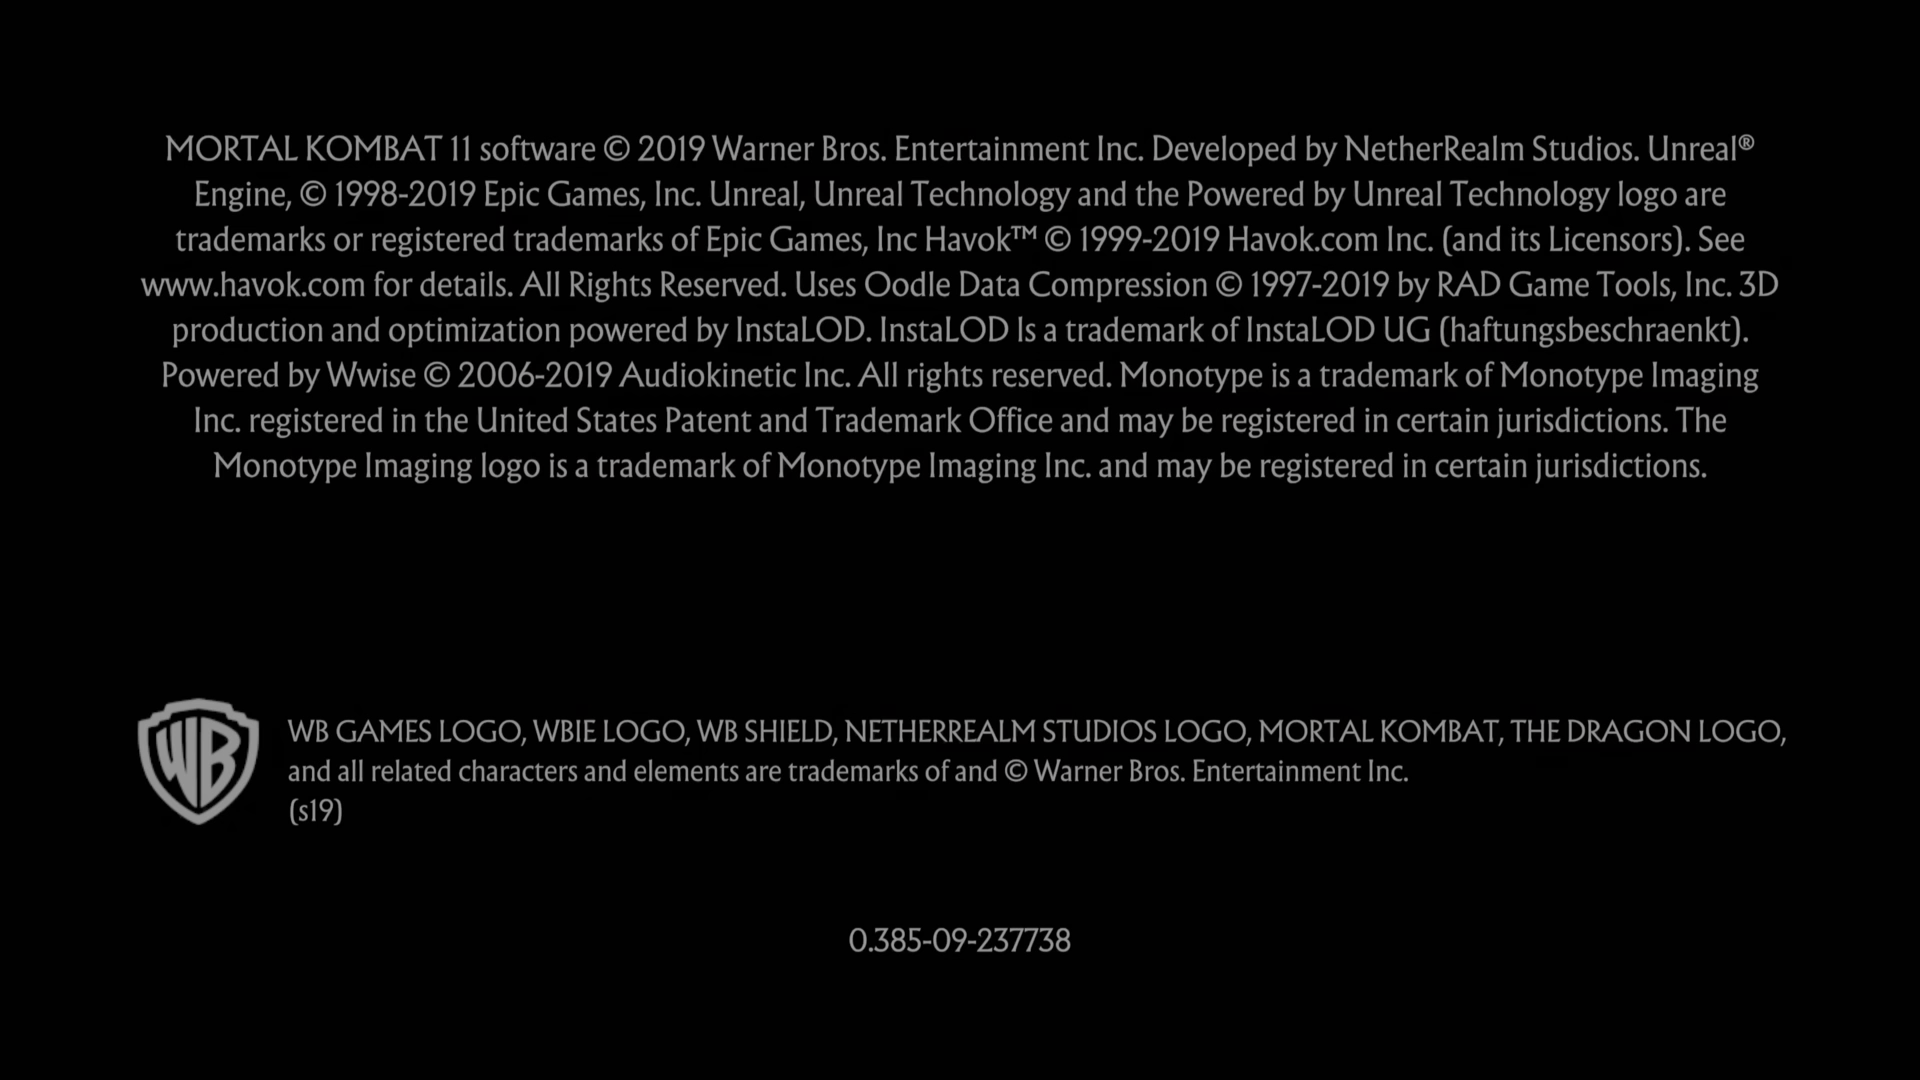 MORTAL KOMBAT 11 software © 2019 Warner Bros. Entertainment Inc. Developed by NetherRealm Studios. Unreal®
Engine, © 1998-2019 Epic Games, Inc. Unreal, Unreal Technology and the Powered by Unreal Technology logo are
trademarks or registered trademarks of Epic Games, Inc Havok™ © 1999-2019 Havok.com Inc. (and its Licensors). See
www.havok.com for details. All Rights Reserved. Uses Oodle Data Compression © 1997-2019 by RAD Game Tools, Inc. 3D
production and optimization powered by InstaLOD. InstaLOD Is a trademark of InstaLOD UG (haftungsbeschraenkt).
Powered by Wwise © 2006-2019 Audiokinetic Inc. All rights reserved. Monotype is a trademark of Monotype Imaging
Inc. registered in the United States Patent and Trademark Office and may be registered in certain jurisdictions. The
Monotype Imaging logo is a trademark of Monotype Imaging Inc. and may be registered in certain jurisdictions.
WB
WB GAMES LOGO, WBIE LOGO, WB SHIELD, NETHERREALM STUDIOS LOGO, MORTAL KOMBAT, THE DRAGON LOGO,
and all related characters and elements are trademarks of and © Warner Bros. Entertainment Inc.
(s19)
0.385-09-237738